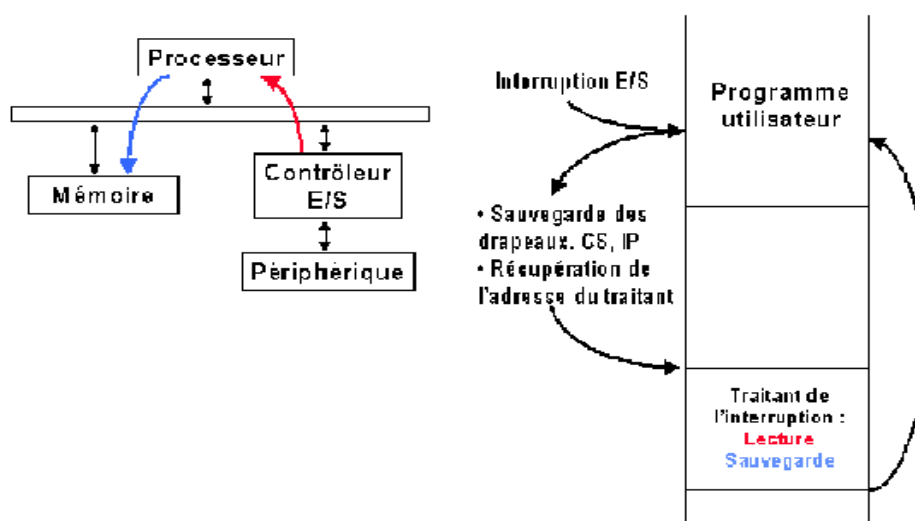 Processeur
Mémoire
Contrôleur
E/S
Périphérique
Interruption E/S
• Sauvegarde des
drapeaux. CS, IP
• Récupération de
l'adresse du traitant
Programme
utilisateur
Traitant de
l'interruption :
Lecture
Sauvegarde